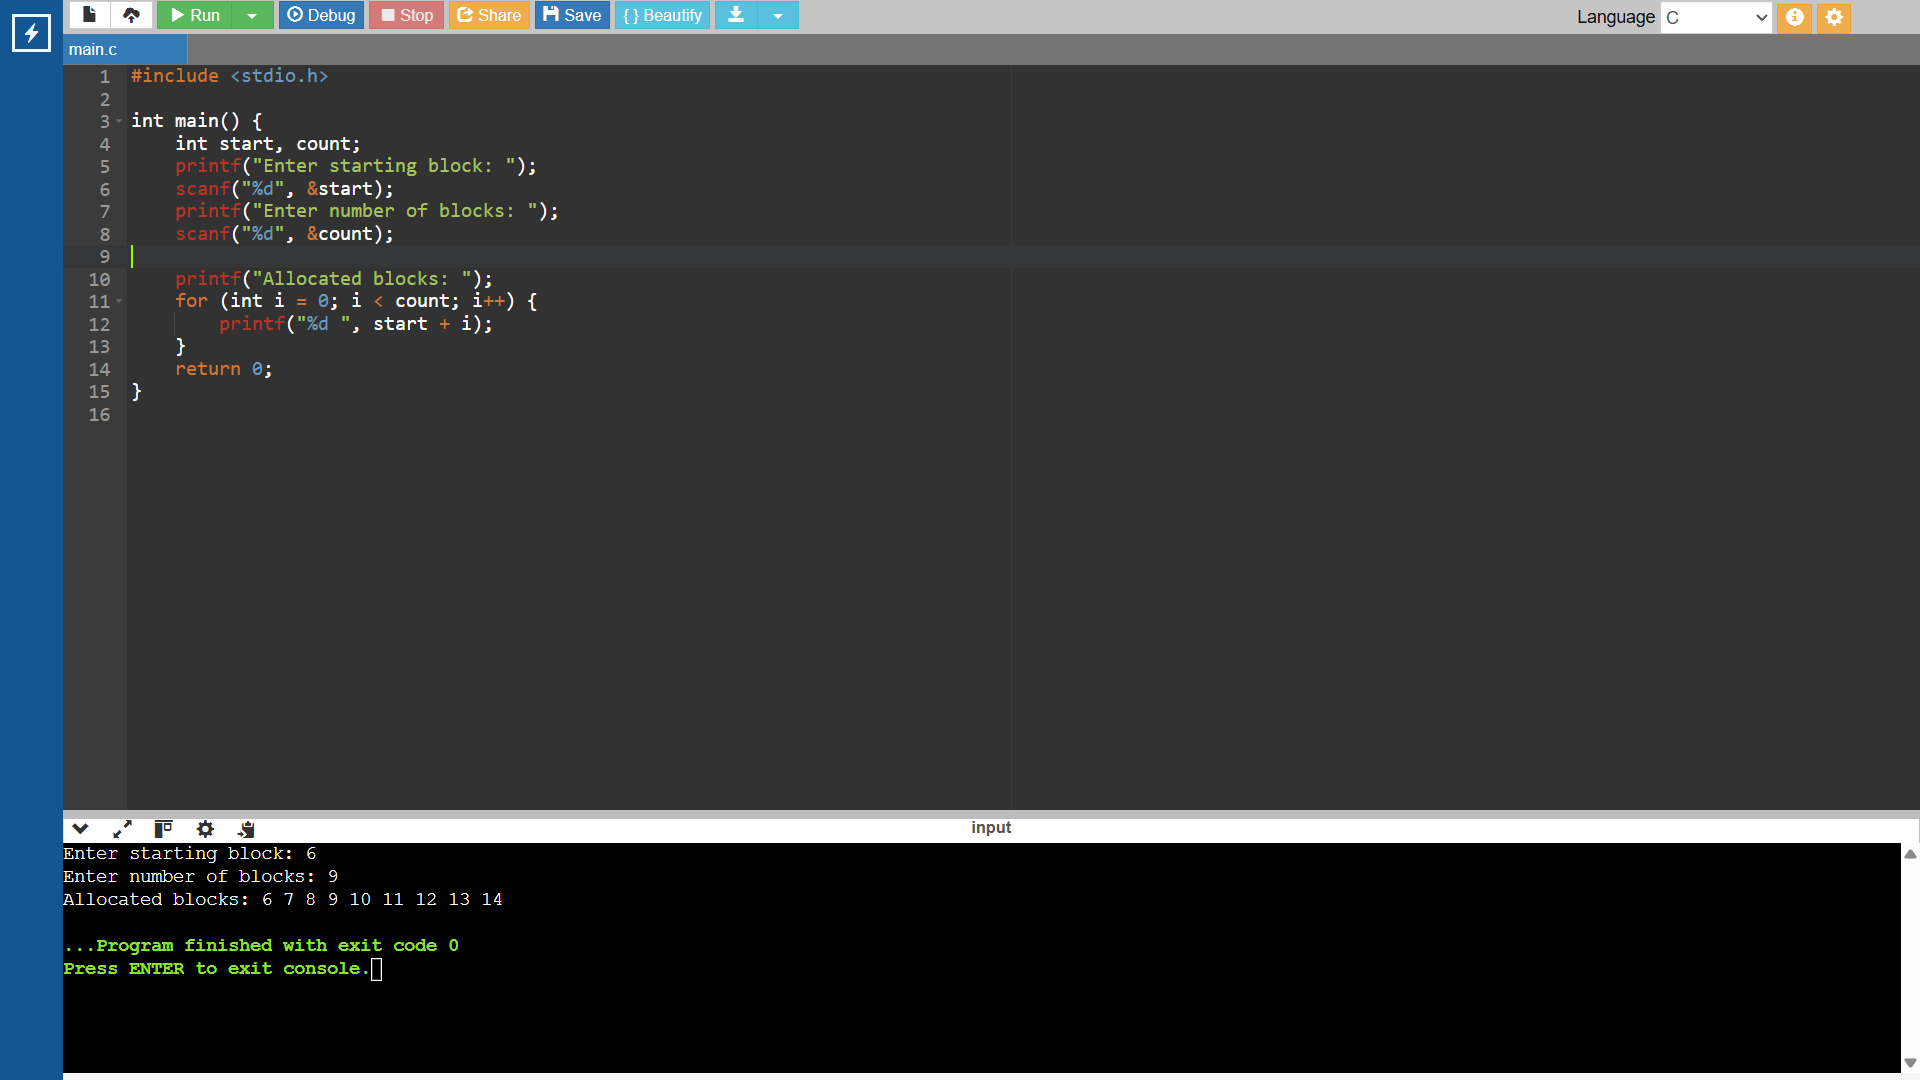 Run Debug Stop Share Save { } Beautify Language C
main.c
1 #include <stdio.h>
2
3 int main() {
4     int start, count;
5     printf("Enter starting block: ");
6     scanf("%d", &start);
7     printf("Enter number of blocks: ");
8     scanf("%d", &count);
9
10     printf("Allocated blocks: ");
11     for (int i = 0; i < count; i++) {
12         printf("%d ", start + i);
13     }
14     return 0;
15 }
16
input
Enter starting block: 6
Enter number of blocks: 9
Allocated blocks: 6 7 8 9 10 11 12 13 14
...Program finished with exit code 0
Press ENTER to exit console.